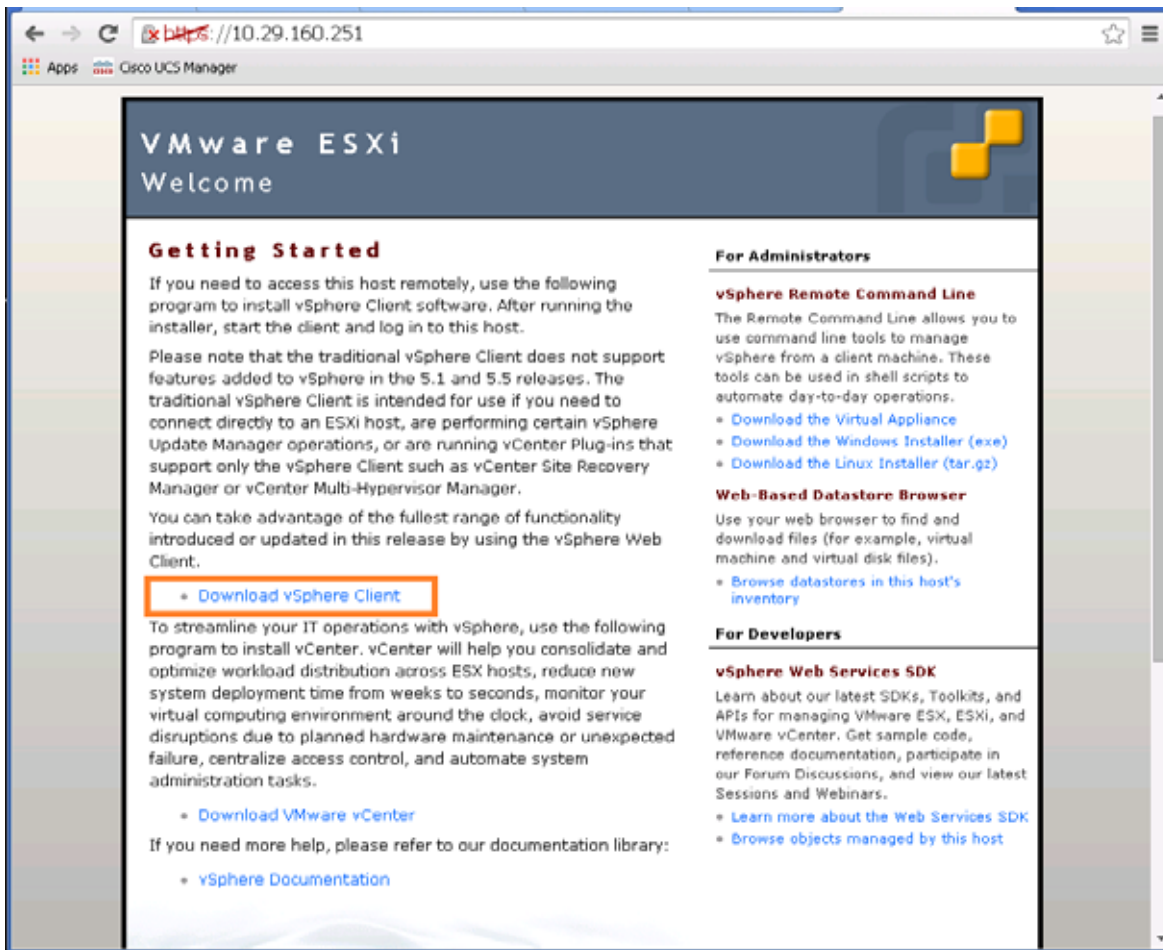 https://10.29.160.251
Apps
Cisco UCS Manager
VMware ESXi
Welcome
Getting Started
If you need to access this host remotely, use the following
program to install vSphere Client software. After running the
installer, start the client and log in to this host.
Please note that the traditional vSphere Client does not support
features added to vSphere in the 5.1 and 5.5 releases. The
traditional vSphere Client is intended for use if you need to
connect directly to an ESXi host, are performing certain vSphere
Update Manager operations, or are running vCenter Plug-ins that
support only the vSphere Client such as vCenter Site Recovery
Manager or vCenter Multi-Hypervisor Manager.
You can take advantage of the fullest range of functionality
introduced or updated in this release by using the vSphere Web
Client.
• Download vSphere Client
To streamline your IT operations with vSphere, use the following
program to install vCenter. vCenter will help you consolidate and
optimize workload distribution across ESX hosts, reduce new
system deployment time from weeks to seconds, monitor your
virtual computing environment around the clock, avoid service
disruptions due to planned hardware maintenance or unexpected
failure, centralize access control, and automate system
administration tasks.
• Download VMware vCenter
If you need more help, please refer to our documentation library:
• vSphere Documentation
For Administrators
vSphere Remote Command Line
The Remote Command Line allows you to
use command line tools to manage
vSphere from a client machine. These
tools can be used in shell scripts to
automate day-to-day operations.
• Download the Virtual Appliance
• Download the Windows Installer (exe)
• Download the Linux Installer (tar.gz)
Web-Based Datastore Browser
Use your web browser to find and
download files (for example, virtual
machine and virtual disk files).
• Browse datastores in this host's
inventory
For Developers
vSphere Web Services SDK
Learn about our latest SDKs, Toolkits, and
APIs for managing VMware ESX, ESXi, and
VMware vCenter. Get sample code,
reference documentation, participate in
our Forum Discussions, and view our latest
Sessions and Webinars.
• Learn more about the Web Services SDK
• Browse objects managed by this host